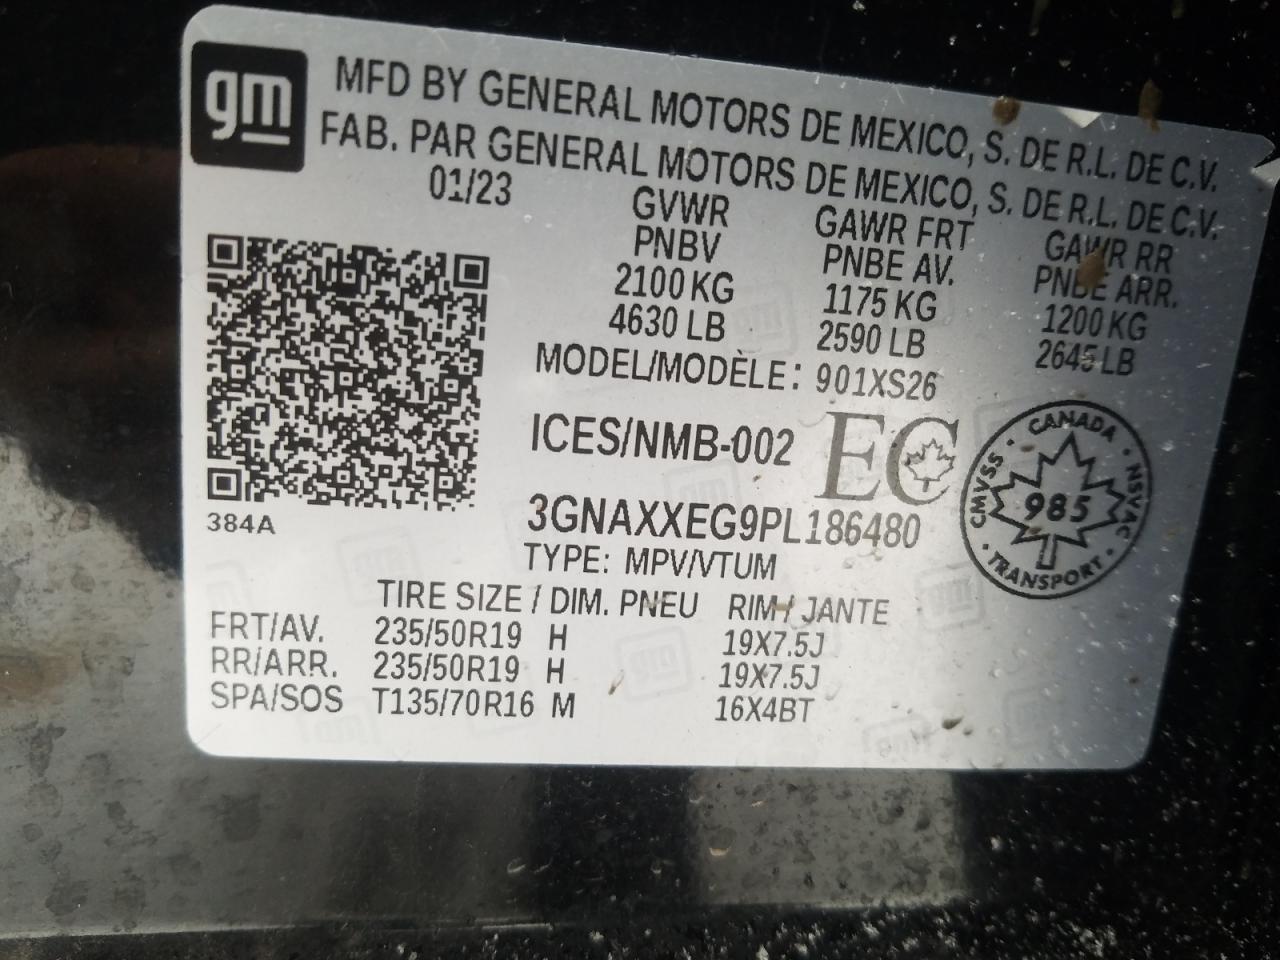 gm
MFD BY GENERAL MOTORS DE MEXICO, S. DE R.L. DE C.V.
FAB. PAR GENERAL MOTORS DE MEXICO, S. DE R.L. DE C.V.
01/23
GVWR GAWR FRT GAWR RR
PNBV PNBE AV. PNBE ARR.
2100 KG 1175 KG 1200 KG
4630 LB 2590 LB 2645 LB
MODEL/MODÈLE: 901XS26
ICES/NMB-002 EC
3GNAXXEG9PL186480
CANADA
CMVSS · NSVAC
985
TRANSPORT
384A
TYPE: MPV/VTUM
TIRE SIZE / DIM. PNEU RIM / JANTE
FRT/AV. 235/50R19 H 19X7.5J
RR/ARR. 235/50R19 H 19X7.5J
SPA/SOS T135/70R16 M 16X4BT